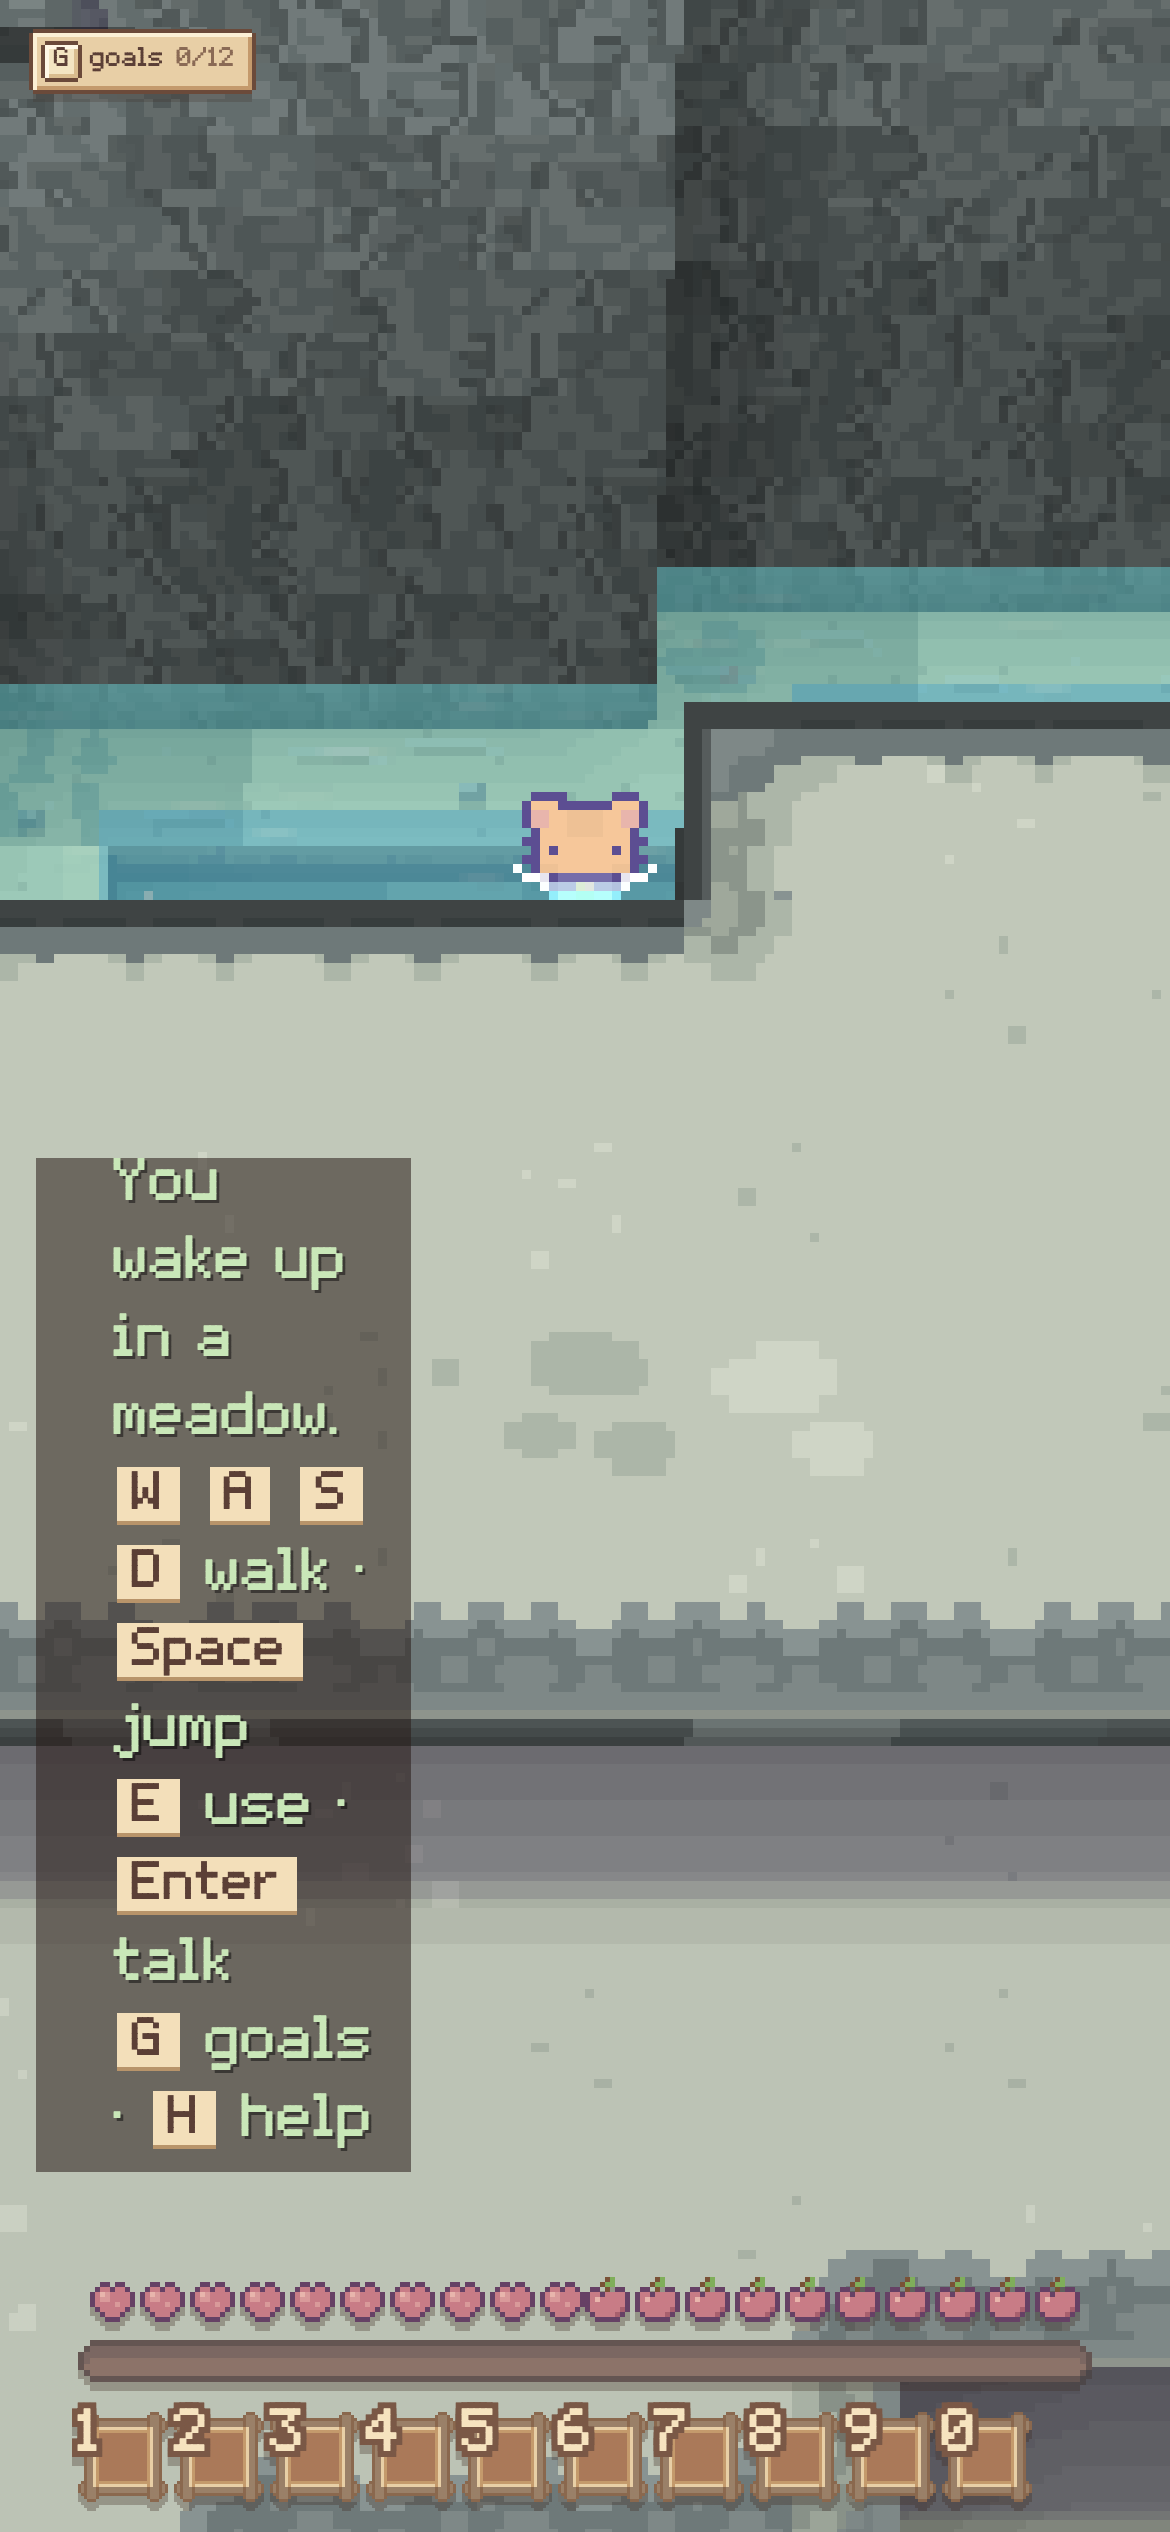 G goals 0/12
You
wake up
in a
meadow.
W A S
D walk ·
Space
jump
E use ·
Enter
talk
G goals
· H help
1 2 3 4 5 6 7 8 9 0